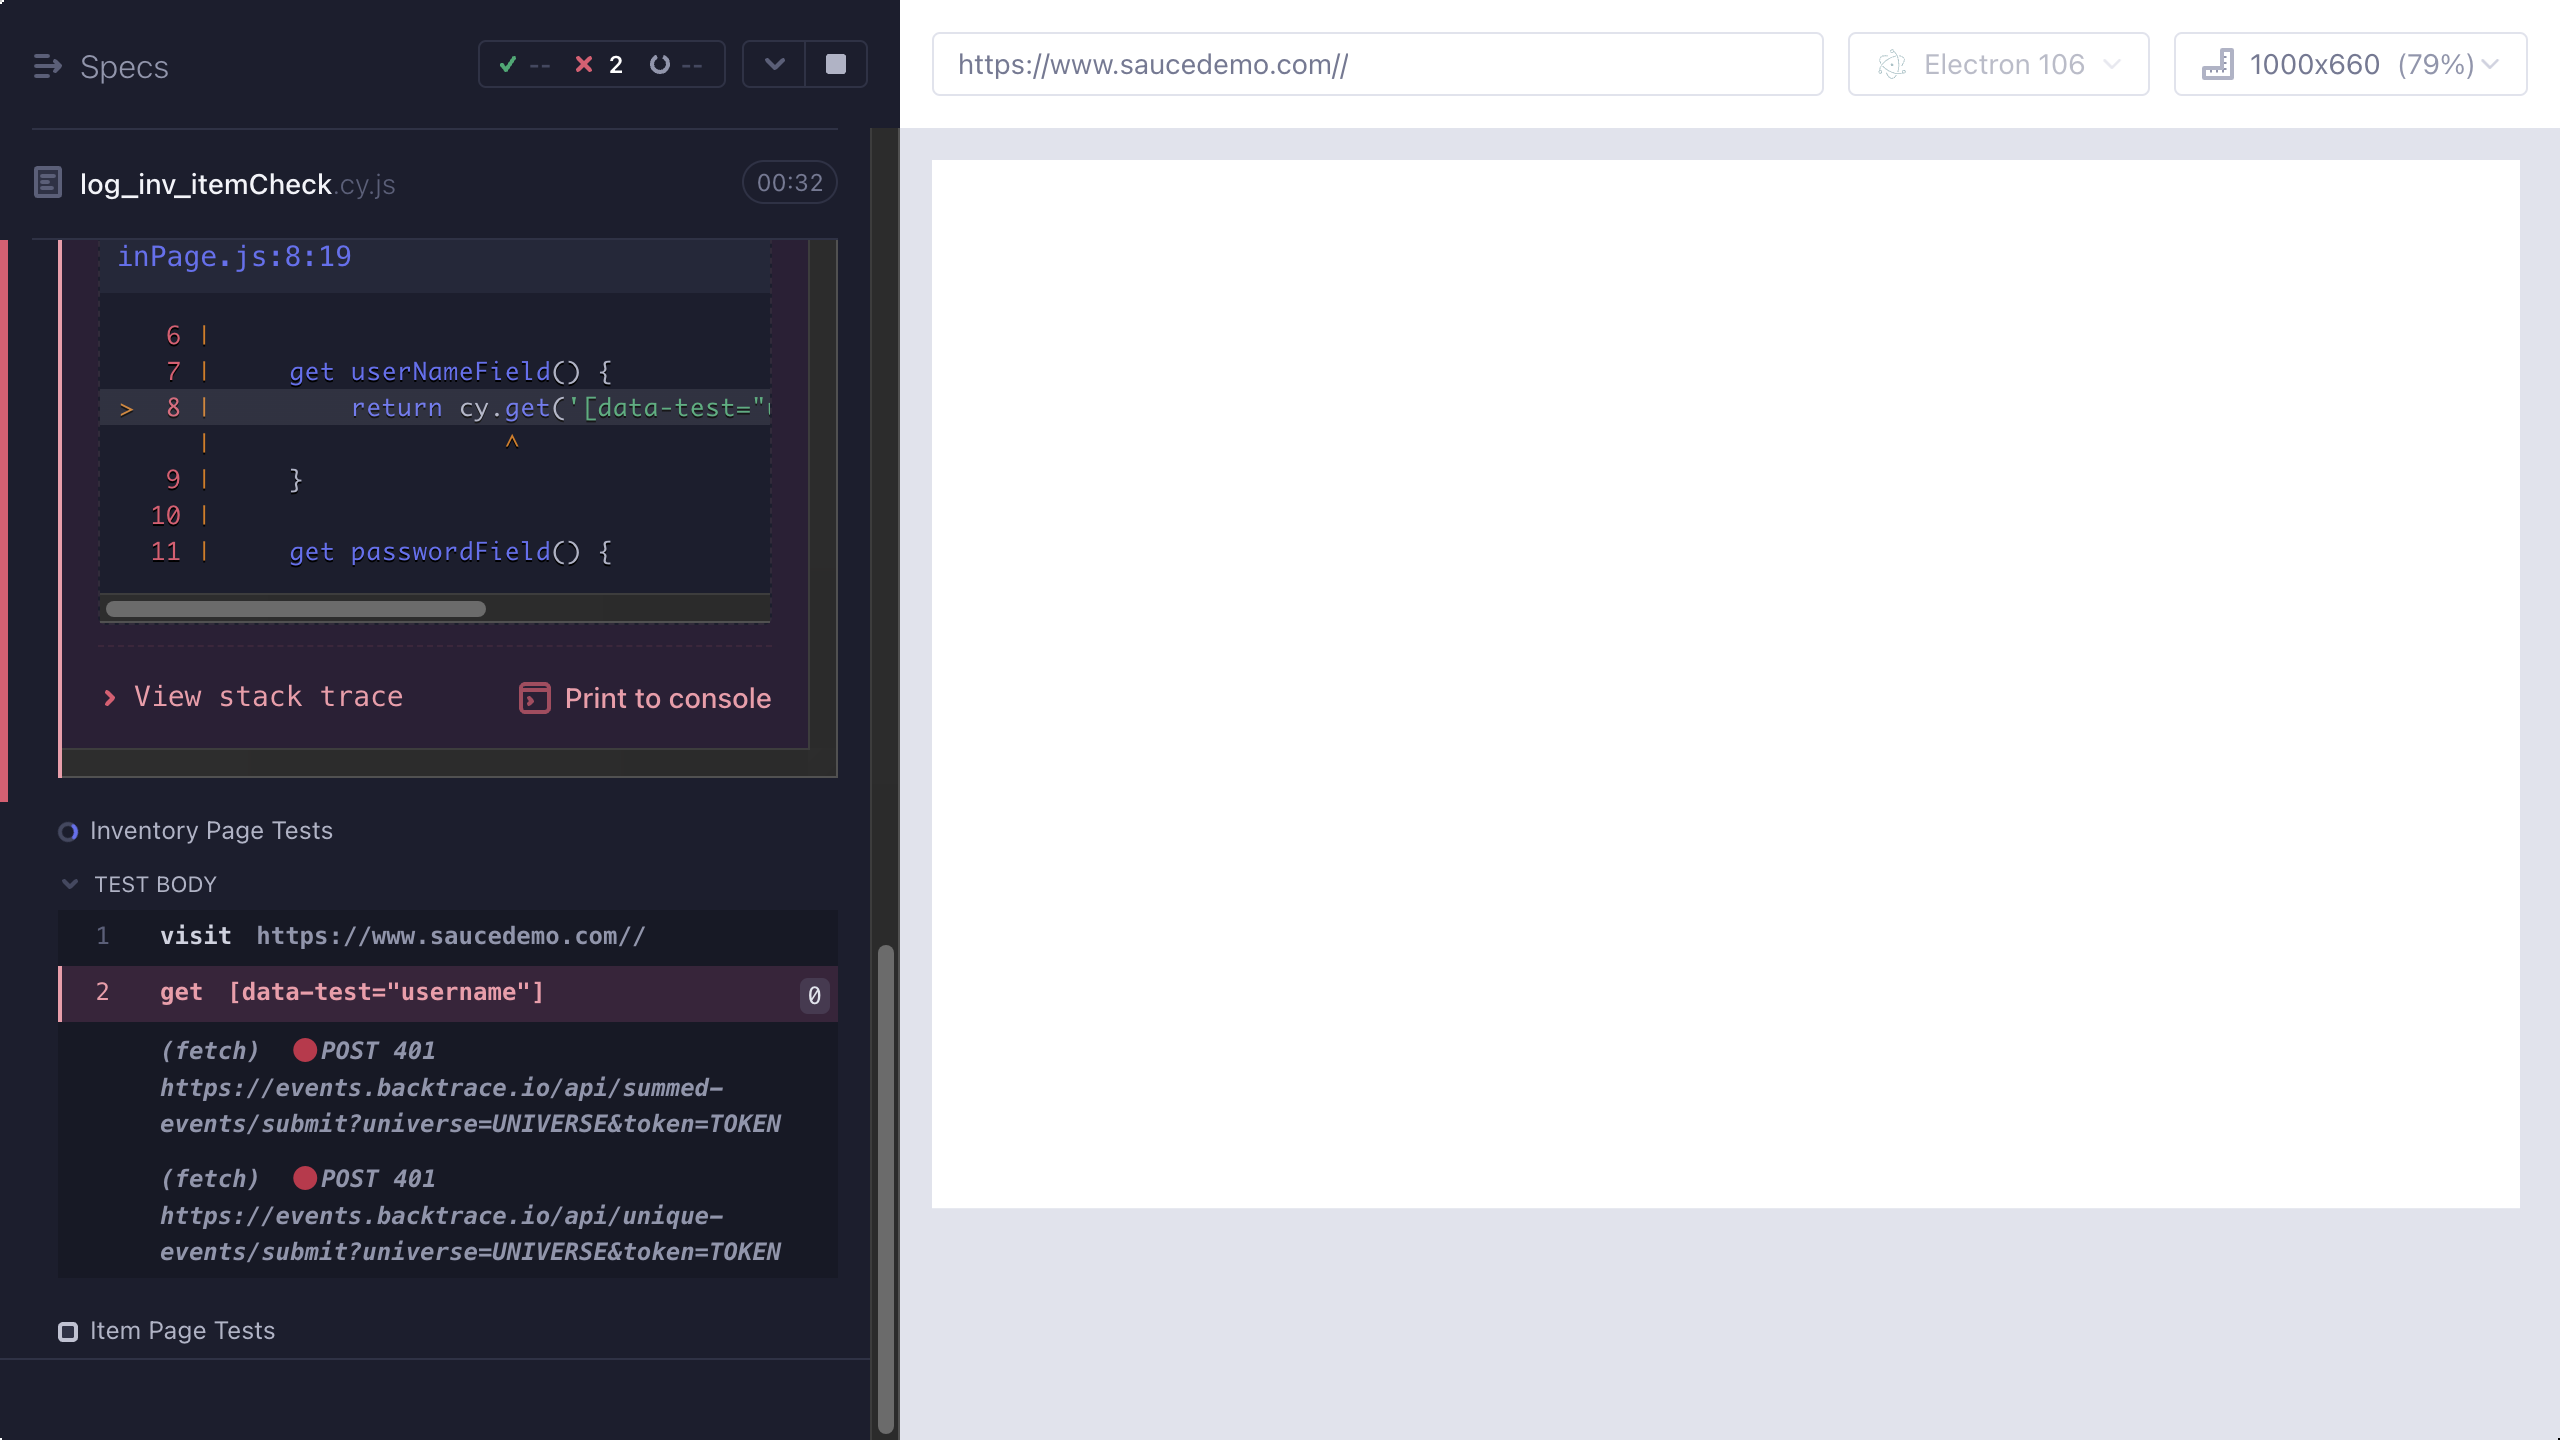 Specs
-- 2 --
log_inv_itemCheck.cy.js
00:32
inPage.js:8:19
6 |
7 | get userNameField() {
> 8 | return cy.get('[data-test="
| ^
9 | }
10 |
11 | get passwordField() {
View stack trace
Print to console
Inventory Page Tests
TEST BODY
1 visit https://www.saucedemo.com//
2 get [data-test="username"] 0
(fetch) POST 401
https://events.backtrace.io/api/summed-
events/submit?universe=UNIVERSE&token=TOKEN
(fetch) POST 401
https://events.backtrace.io/api/unique-
events/submit?universe=UNIVERSE&token=TOKEN
Item Page Tests
https://www.saucedemo.com//
Electron 106
1000x660 (79%)